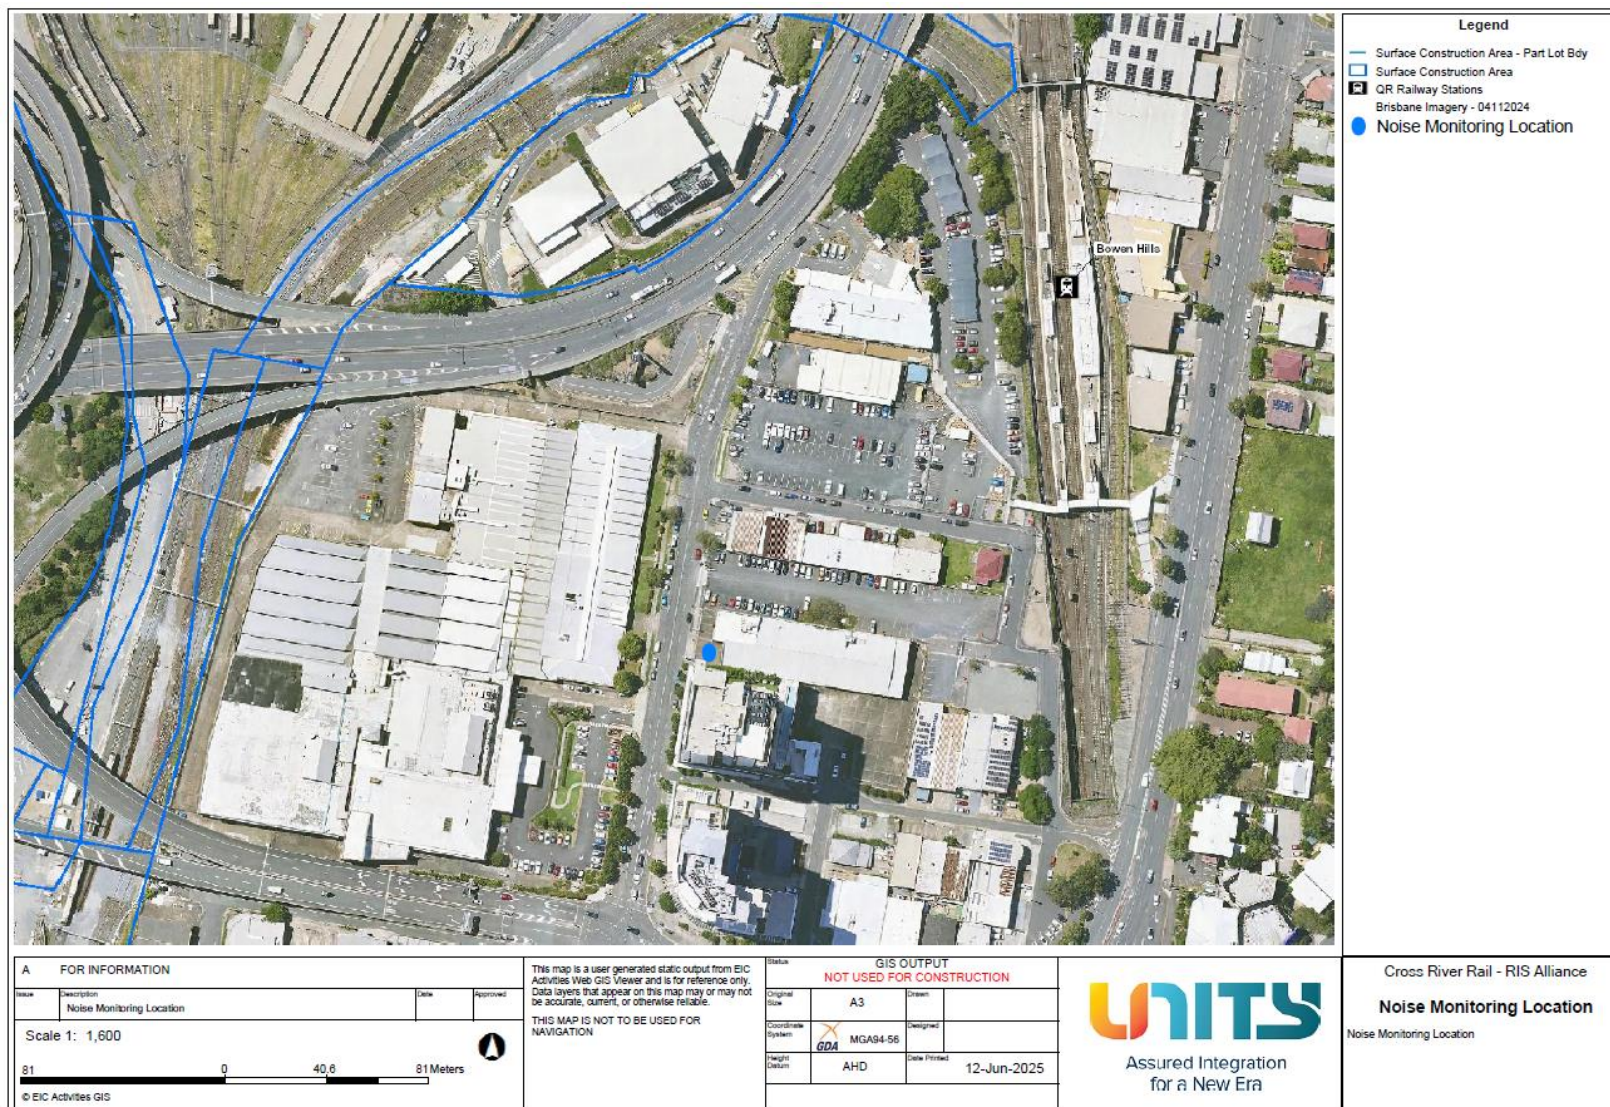 Legend
Surface Construction Area - Part Lot Bdy
Surface Construction Area
QR Railway Stations
Brisbane Imagery - 04112024
Noise Monitoring Location
Bowen Hills
A FOR INFORMATION
Issue Description Date Approved
Noise Monitoring Location
Scale 1: 1,600
81 0 40.6 81 Meters
© EIC Activities GIS
This map is a user generated static output from EIC
Activities Web GIS Viewer and is for reference only.
Data layers that appear on this map may or may not
be accurate, current, or otherwise reliable.
THIS MAP IS NOT TO BE USED FOR
NAVIGATION
Status GIS OUTPUT
NOT USED FOR CONSTRUCTION
Original
Size A3 Drawn
Coordinate
System GDA MGA94-56 Designed
Height
Datum AHD Date Printed 12-Jun-2025
UNITY
Assured Integration
for a New Era
Cross River Rail - RIS Alliance
Noise Monitoring Location
Noise Monitoring Location